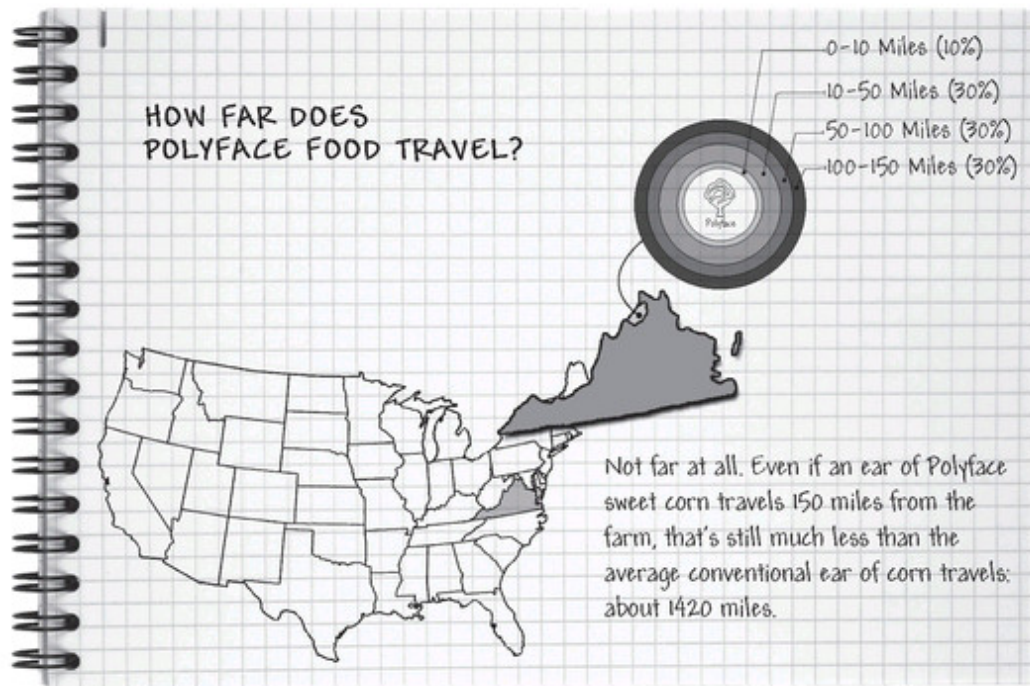 HOW FAR DOES
POLYFACE FOOD TRAVEL?
0-10 Miles (10%)
10-50 Miles (30%)
50-100 Miles (30%)
100-150 Miles (30%)
Polyface
Not far at all. Even if an ear of Polyface
sweet corn travels 150 miles from the
farm, that's still much less than the
average conventional ear of corn travels:
about 1420 miles.